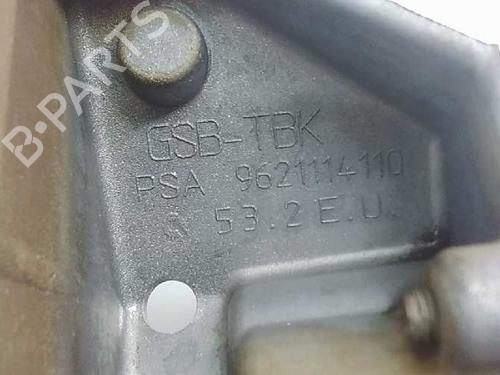 B-PARTS
GSB-TBK
PSA 9621114110
& 53.2 E.U.